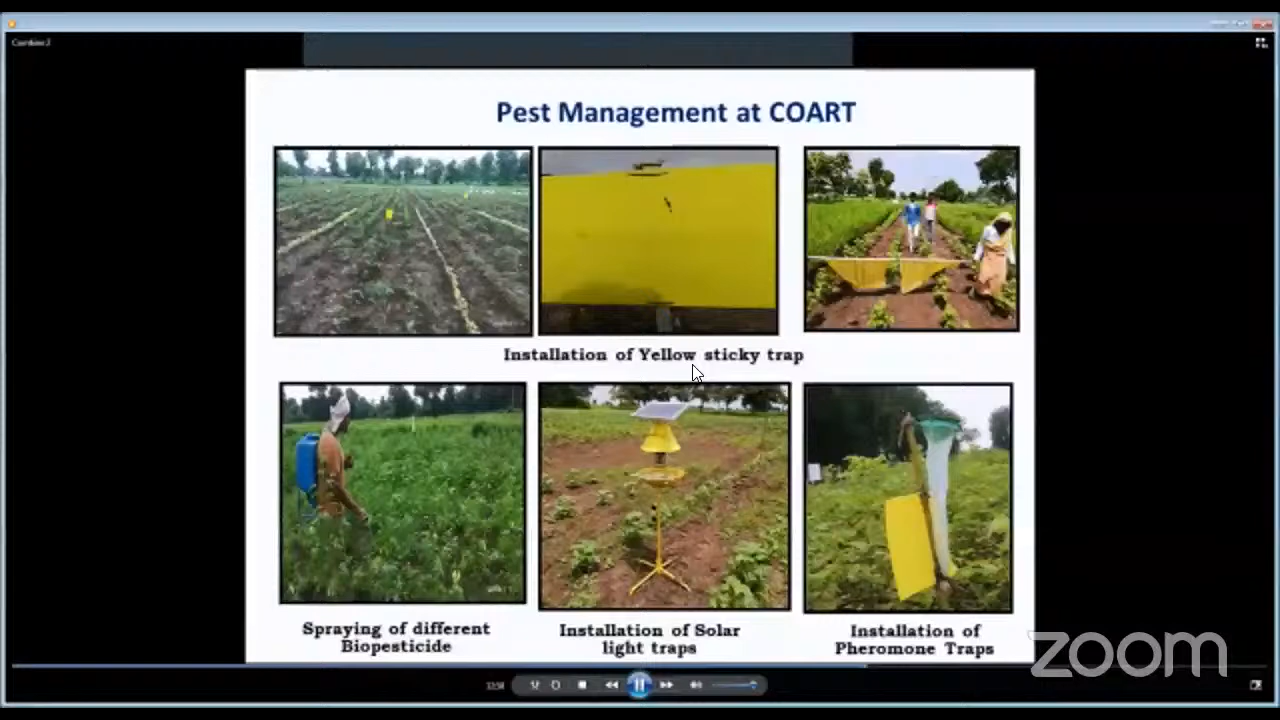 Pest Management at COART
Installation of Yellow sticky trap
Spraying of different
Biopesticide
Installation of Solar
light traps
Installation of
Pheromone Traps
zoom